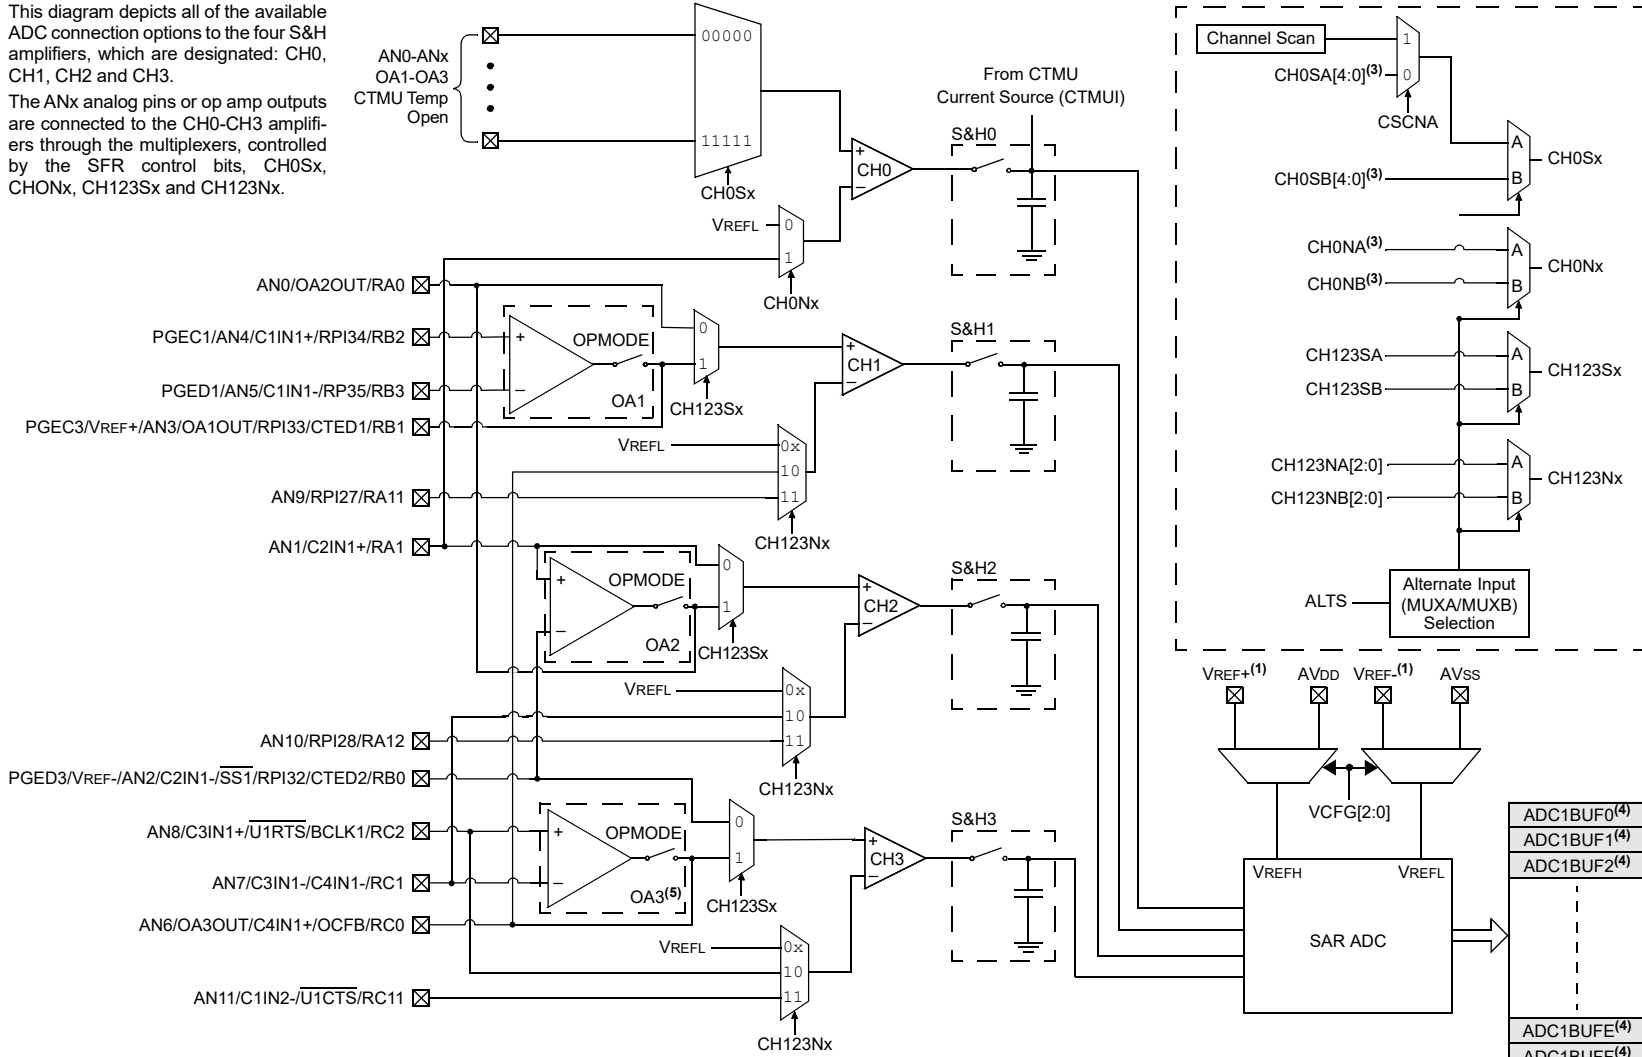 This diagram depicts all of the available
ADC connection options to the four S&H
amplifiers, which are designated: CH0,
CH1, CH2 and CH3.
The ANx analog pins or op amp outputs
are connected to the CH0-CH3 amplifi-
ers through the multiplexers, controlled
by the SFR control bits, CH0Sx,
CHONx, CH123Sx and CH123Nx.
AN0-ANx
OA1-OA3
CTMU Temp
Open
00000
11111
CH0Sx
From CTMU
Current Source (CTMUI)
S&H0
+
CH0
–
VREFL
0
1
CH0Nx
AN0/OA2OUT/RA0
PGEC1/AN4/C1IN1+/RPI34/RB2
PGED1/AN5/C1IN1-/RP35/RB3
PGEC3/VREF+/AN3/OA1OUT/RPI33/CTED1/RB1
+
OPMODE
–
OA1
0
1
CH123Sx
+
CH1
–
S&H1
VREFL
0x
10
11
CH123Nx
AN9/RPI27/RA11
AN1/C2IN1+/RA1
+
OPMODE
–
OA2
0
1
CH123Sx
+
CH2
–
S&H2
VREFL
0x
10
11
CH123Nx
AN10/RPI28/RA12
PGED3/VREF-/AN2/C2IN1-/SS1/RPI32/CTED2/RB0
AN8/C3IN1+/U1RTS/BCLK1/RC2
AN7/C3IN1-/C4IN1-/RC1
AN6/OA3OUT/C4IN1+/OCFB/RC0
+
OPMODE
–
OA3(5)
0
1
CH123Sx
+
CH3
–
S&H3
VREFL
0x
10
11
CH123Nx
AN11/C1IN2-/U1CTS/RC11
Channel Scan
1
CH0SA[4:0](3)
0
CSCNA
A
CH0Sx
CH0SB[4:0](3)
B
CH0NA(3)
A
CH0Nx
CH0NB(3)
B
CH123SA
A
CH123Sx
CH123SB
B
CH123NA[2:0]
A
CH123Nx
CH123NB[2:0]
B
ALTS
Alternate Input
(MUXA/MUXB)
Selection
VREF+(1)
AVDD
VREF-(1)
AVSS
VCFG[2:0]
VREFH
VREFL
SAR ADC
ADC1BUF0(4)
ADC1BUF1(4)
ADC1BUF2(4)
ADC1BUFE(4)
ADC1BUFF(4)